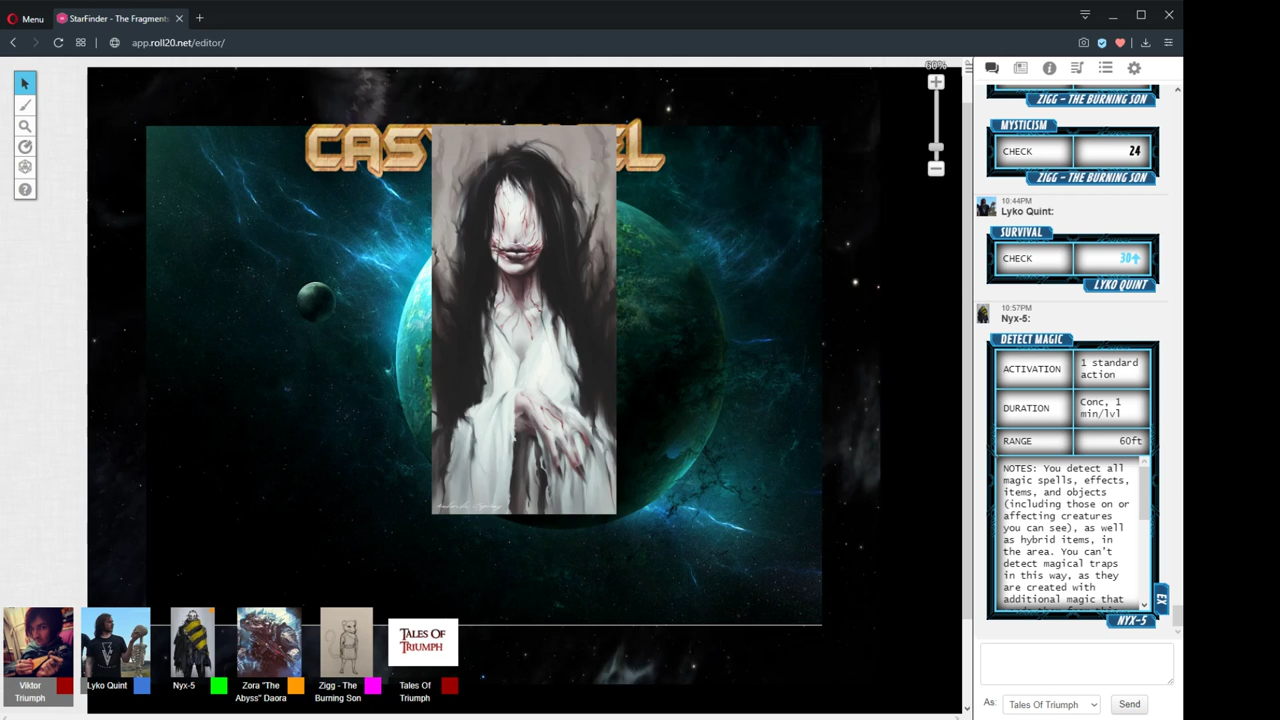 Menu
StarFinder - The Fragments
app.roll20.net/editor/
66%
CAS
EL
ZIGG - THE BURNING SON
MYSTICISM
CHECK
24
ZIGG - THE BURNING SON
10:44PM
Lyko Quint:
SURVIVAL
CHECK
30
LYKO QUINT
10:57PM
Nyx-5:
DETECT MAGIC
ACTIVATION
1 standard
action
DURATION
Conc, 1
min/lvl
RANGE
60ft
NOTES: You detect all
magic spells, effects,
items, and objects
(including those on or
affecting creatures
you can see), as well
as hybrid items, in
the area. You can't
detect magical traps
in this way, as they
are created with
additional magic that
EX
NYX-5
TALES OF
TRIUMPH
Viktor
Triumph
Lyko Quint
Nyx-5
Zora "The
Abyss" Daora
Zigg - The
Burning Son
Tales Of
Triumph
As:
Tales Of Triumph
Send